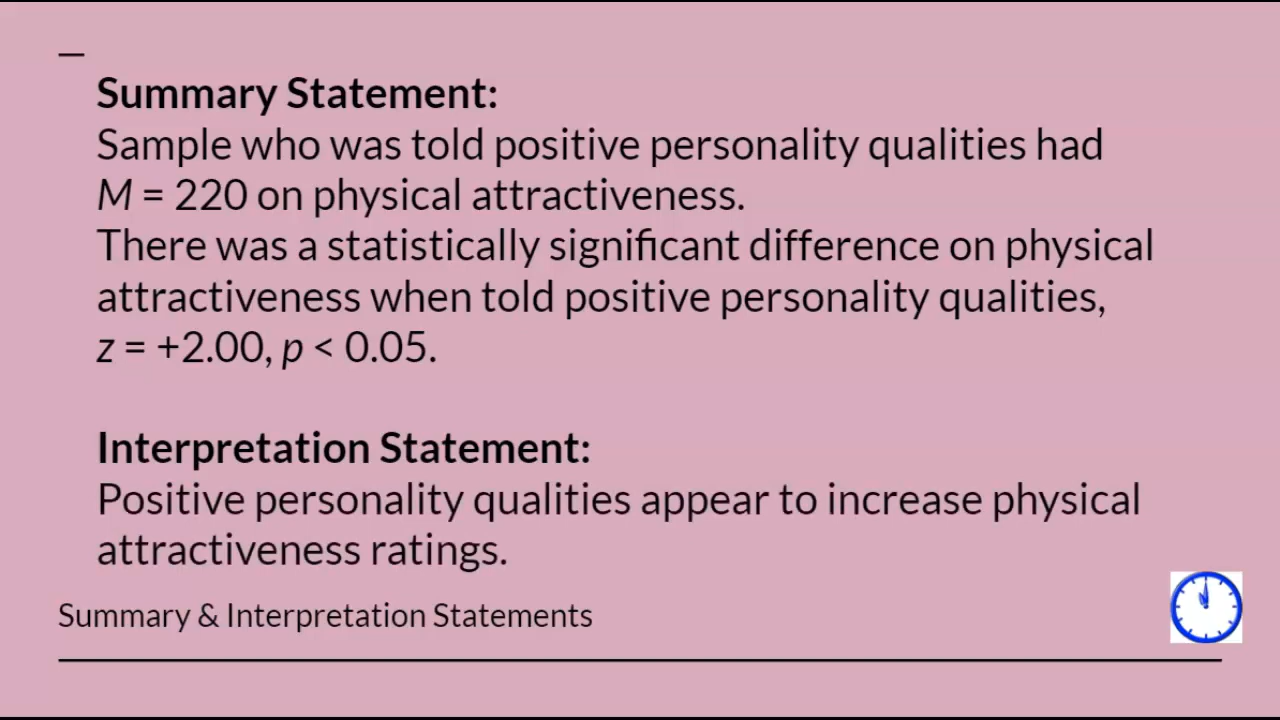 Summary Statement:
Sample who was told positive personality qualities had
M = 220 on physical attractiveness.
There was a statistically significant difference on physical
attractiveness when told positive personality qualities,
z = +2.00, p < 0.05.
Interpretation Statement:
Positive personality qualities appear to increase physical
attractiveness ratings.
Summary & Interpretation Statements